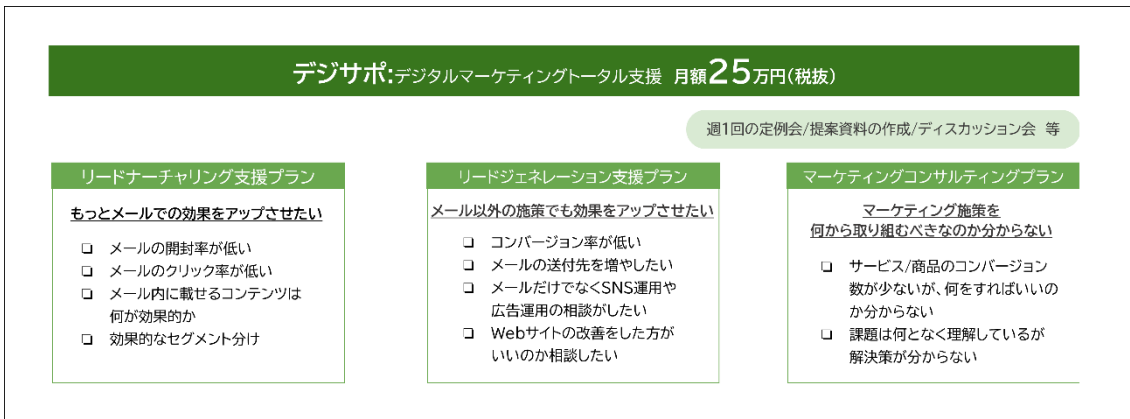 デジサポ:デジタルマーケティングトータル支援 月額25万円(税抜)
週1回の定例会/提案資料の作成/ディスカッション会 等
リードナーチャリング支援プラン
もっとメールでの効果をアップさせたい
❏ メールの開封率が低い
❏ メールのクリック率が低い
❏ メール内に載せるコンテンツは
何が効果的か
❏ 効果的なセグメント分け
リードジェネレーション支援プラン
メール以外の施策でも効果をアップさせたい
❏ コンバージョン率が低い
❏ メールの送付先を増やしたい
❏ メールだけでなくSNS運用や
広告運用の相談がしたい
❏ Webサイトの改善をした方が
いいのか相談したい
マーケティングコンサルティングプラン
マーケティング施策を
何から取り組むべきなのか分からない
❏ サービス/商品のコンバージョン
数が少ないが、何をすればいいの
か分からない
❏ 課題は何となく理解しているが
解決策が分からない